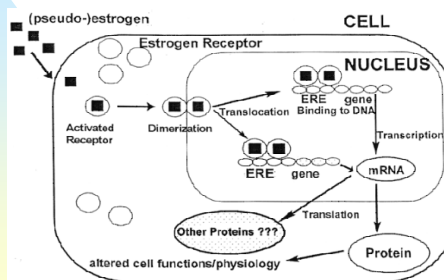 (pseudo-)estrogen
CELL
Estrogen Receptor
NUCLEUS
ERE gene
Binding to DNA
Translocation
Activated
Receptor
Dimerization
Transcription
ERE gene
mRNA
Translation
Other Proteins ???
Protein
altered cell functions/physiology